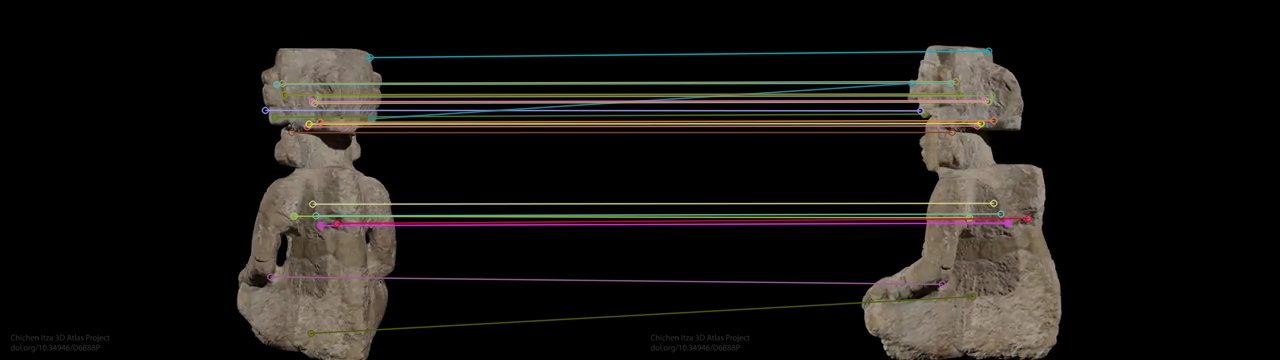 Chichen Itza 3D Atlas Project
doi.org/10.34946/D6B88P
Chichen Itza 3D Atlas Project
doi.org/10.34946/D6B88P